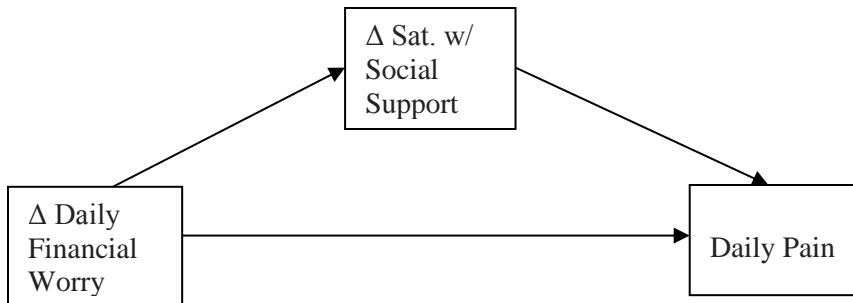 Δ Sat. w/
Social
Support
Δ Daily
Financial
Worry
Daily Pain